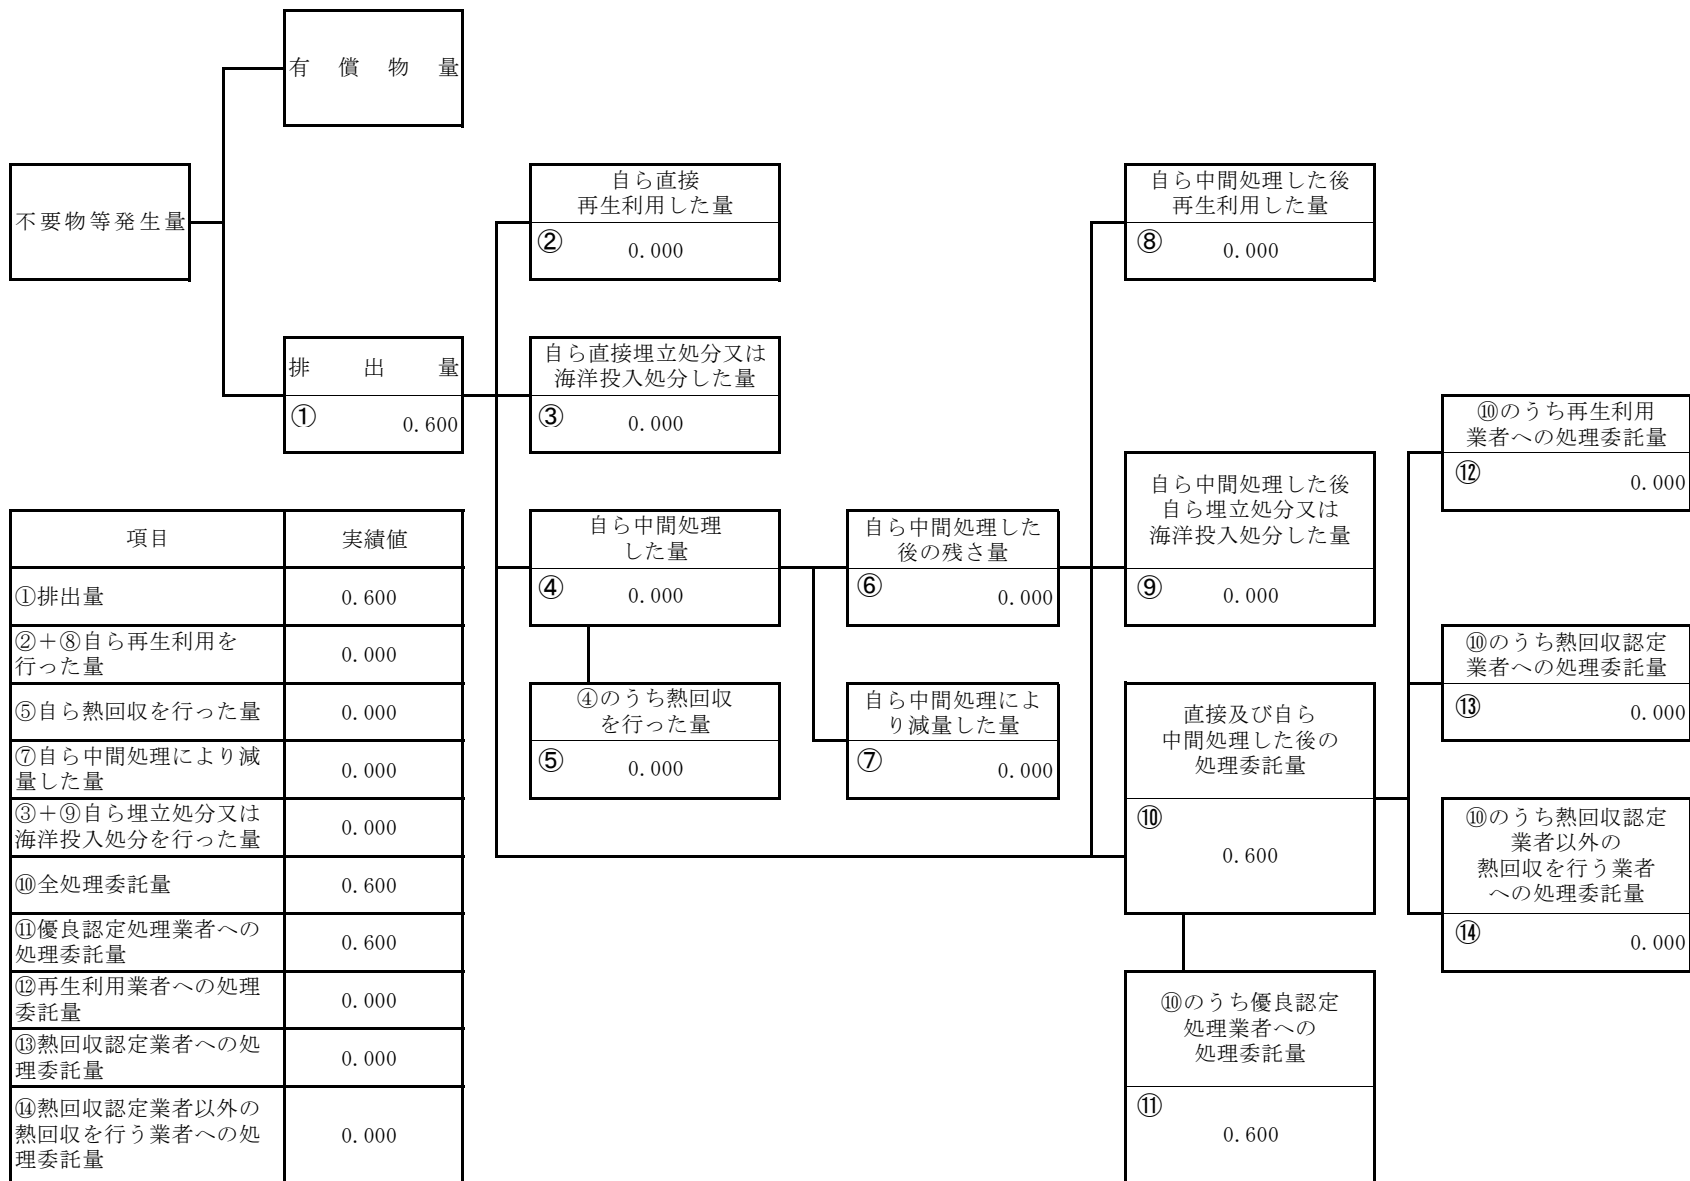 有償物量
不要物等発生量
自ら直接
再生利用した量
② 0.000
自ら中間処理した後
再生利用した量
⑧ 0.000
排出量
① 0.600
自ら直接埋立処分又は
海洋投入処分した量
③ 0.000
⑩のうち再生利用
業者への処理委託量
⑫ 0.000
自ら中間処理した後
自ら埋立処分又は
海洋投入処分した量
⑨ 0.000
自ら中間処理
した量
④ 0.000
自ら中間処理した
後の残さ量
⑥ 0.000
⑩のうち熱回収認定
業者への処理委託量
⑬ 0.000
④のうち熱回収
を行った量
⑤ 0.000
自ら中間処理によ
り減量した量
⑦ 0.000
直接及び自ら
中間処理した後の
処理委託量
⑩
0.600
⑩のうち熱回収認定
業者以外の
熱回収を行う業者
への処理委託量
⑭ 0.000
⑩のうち優良認定
処理業者への
処理委託量
⑪
0.600
項目 実績値
①排出量 0.600
②+⑧自ら再生利用を
行った量 0.000
⑤自ら熱回収を行った量 0.000
⑦自ら中間処理により減
量した量 0.000
③+⑨自ら埋立処分又は
海洋投入処分を行った量 0.000
⑩全処理委託量 0.600
⑪優良認定処理業者への
処理委託量 0.600
⑫再生利用業者への処理
委託量 0.000
⑬熱回収認定業者への処
理委託量 0.000
⑭熱回収認定業者以外の
熱回収を行う業者への処
理委託量 0.000